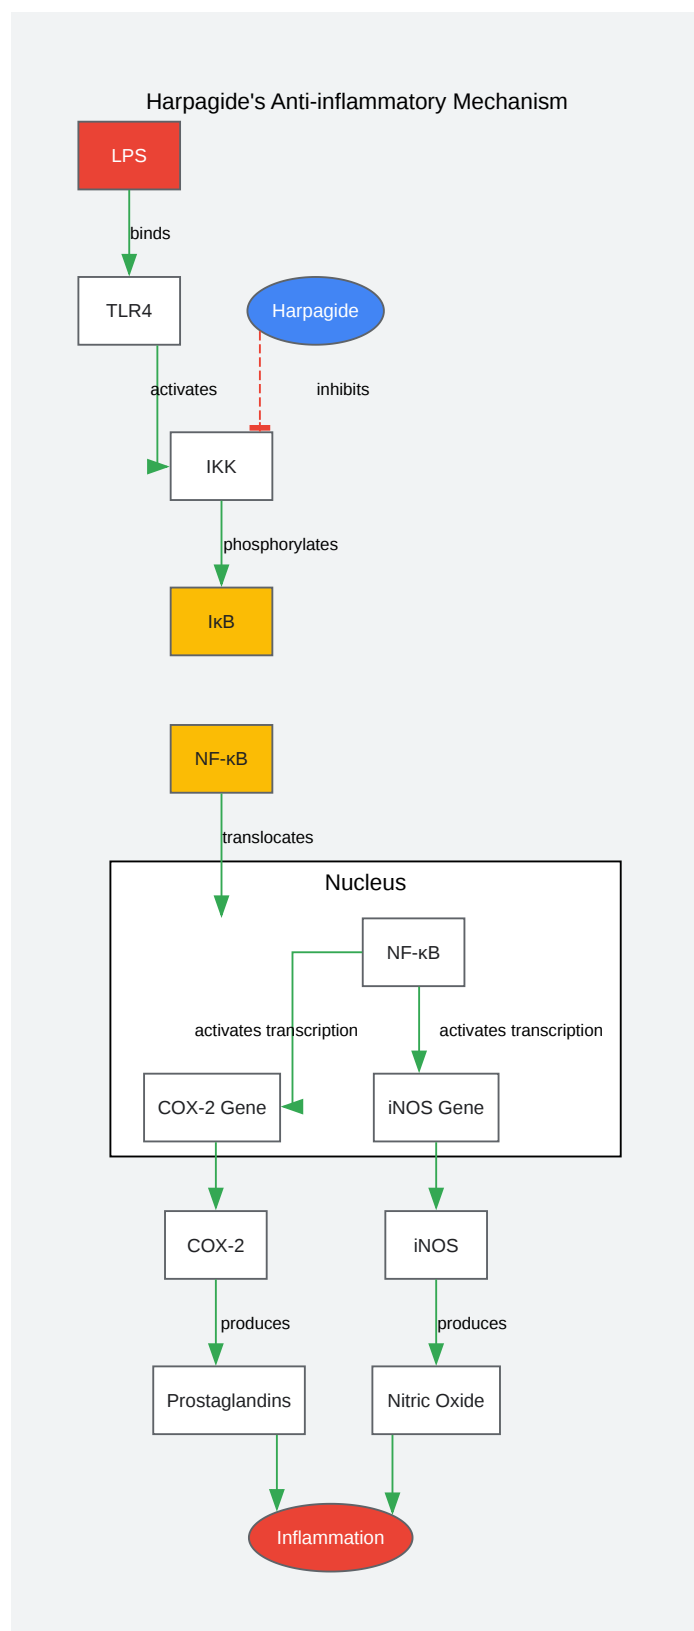 Harpagide's Anti-inflammatory Mechanism
LPS
binds
TLR4
Harpagide
activates
inhibits
IKK
phosphorylates
IκB
NF-κB
translocates
Nucleus
NF-κB
activates transcription
activates transcription
COX-2 Gene
iNOS Gene
COX-2
iNOS
produces
produces
Prostaglandins
Nitric Oxide
Inflammation